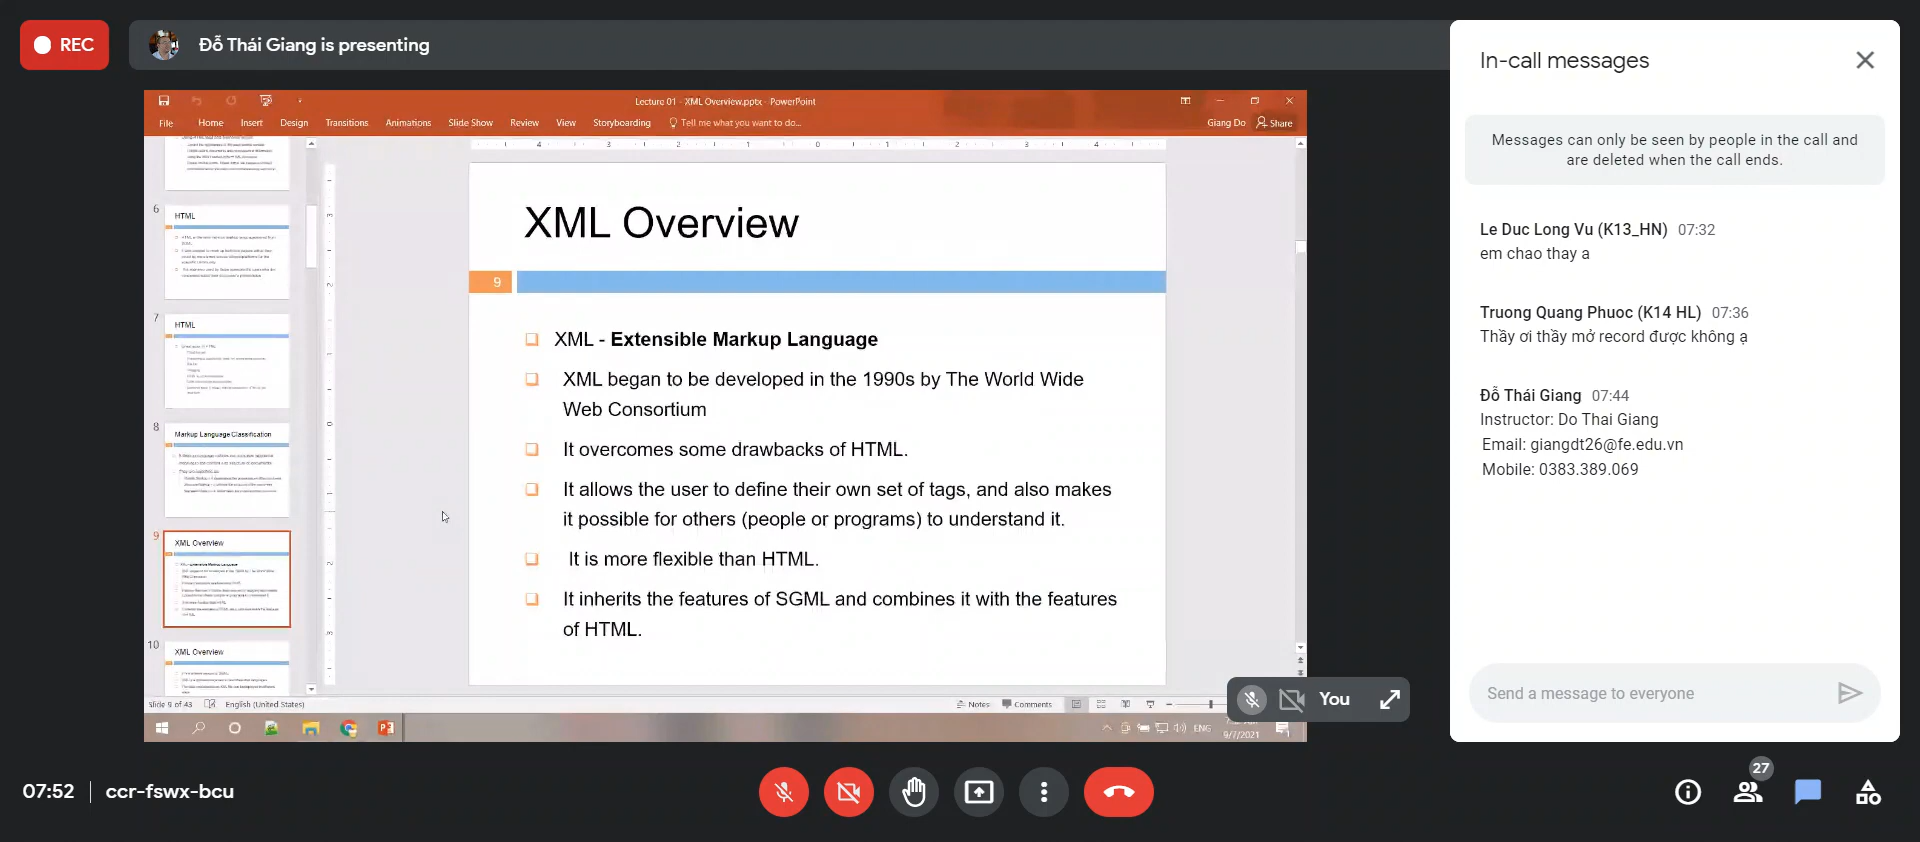 REC
Đỗ Thái Giang is presenting
Lecture 01 - XML Overview.pptx - PowerPoint
File Home Insert Design Transitions Animations Slide Show Review View Storyboarding Tell me what you want to do...
Giang Do Share
6
HTML
7
HTML
8
Markup Language Classification
9
XML Overview
10
XML Overview
XML Overview
9
XML - Extensible Markup Language
XML began to be developed in the 1990s by The World Wide
Web Consortium
It overcomes some drawbacks of HTML.
It allows the user to define their own set of tags, and also makes
it possible for others (people or programs) to understand it.
It is more flexible than HTML.
It inherits the features of SGML and combines it with the features
of HTML.
Slide 9 of 43 English (United States)
Notes Comments
ENG
9/7/2021
You
In-call messages
Messages can only be seen by people in the call and
are deleted when the call ends.
Le Duc Long Vu (K13_HN) 07:32
em chao thay a
Truong Quang Phuoc (K14 HL) 07:36
Thầy ơi thầy mở record được không ạ
Đỗ Thái Giang 07:44
Instructor: Do Thai Giang
Email: giangdt26@fe.edu.vn
Mobile: 0383.389.069
Send a message to everyone
07:52 | ccr-fswx-bcu
27